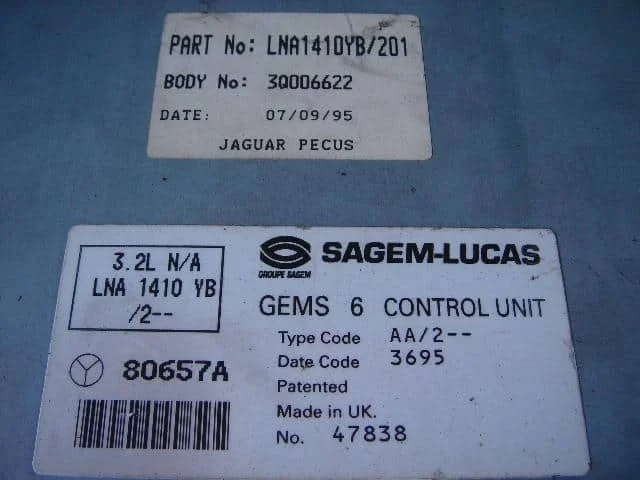 PART No: LNA1410YB/201
BODY No: 3Q006622
DATE: 07/09/95
JAGUAR PECUS
3.2L N/A
LNA 1410 YB
/2--
GROUPE SAGEM
SAGEM-LUCAS
GEMS 6 CONTROL UNIT
Type Code AA/2--
Date Code 3695
Patented
Made in UK.
No. 47838
80657A